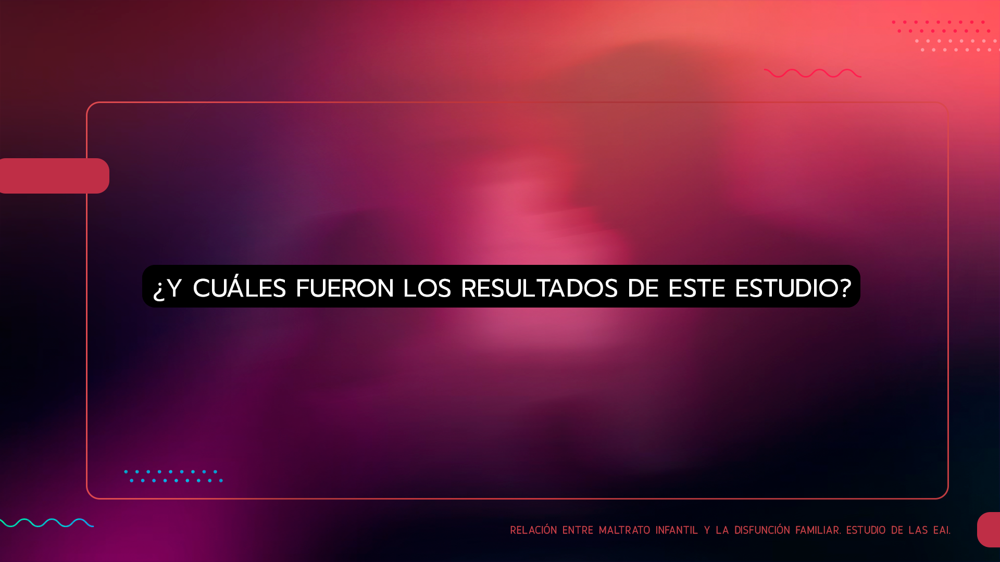 ¿Y CUÁLES FUERON LOS RESULTADOS DE ESTE ESTUDIO?
RELACIÓN ENTRE MALTRATO INFANTIL Y LA DISFUNCIÓN FAMILIAR. ESTUDIO DE LAS EAI.